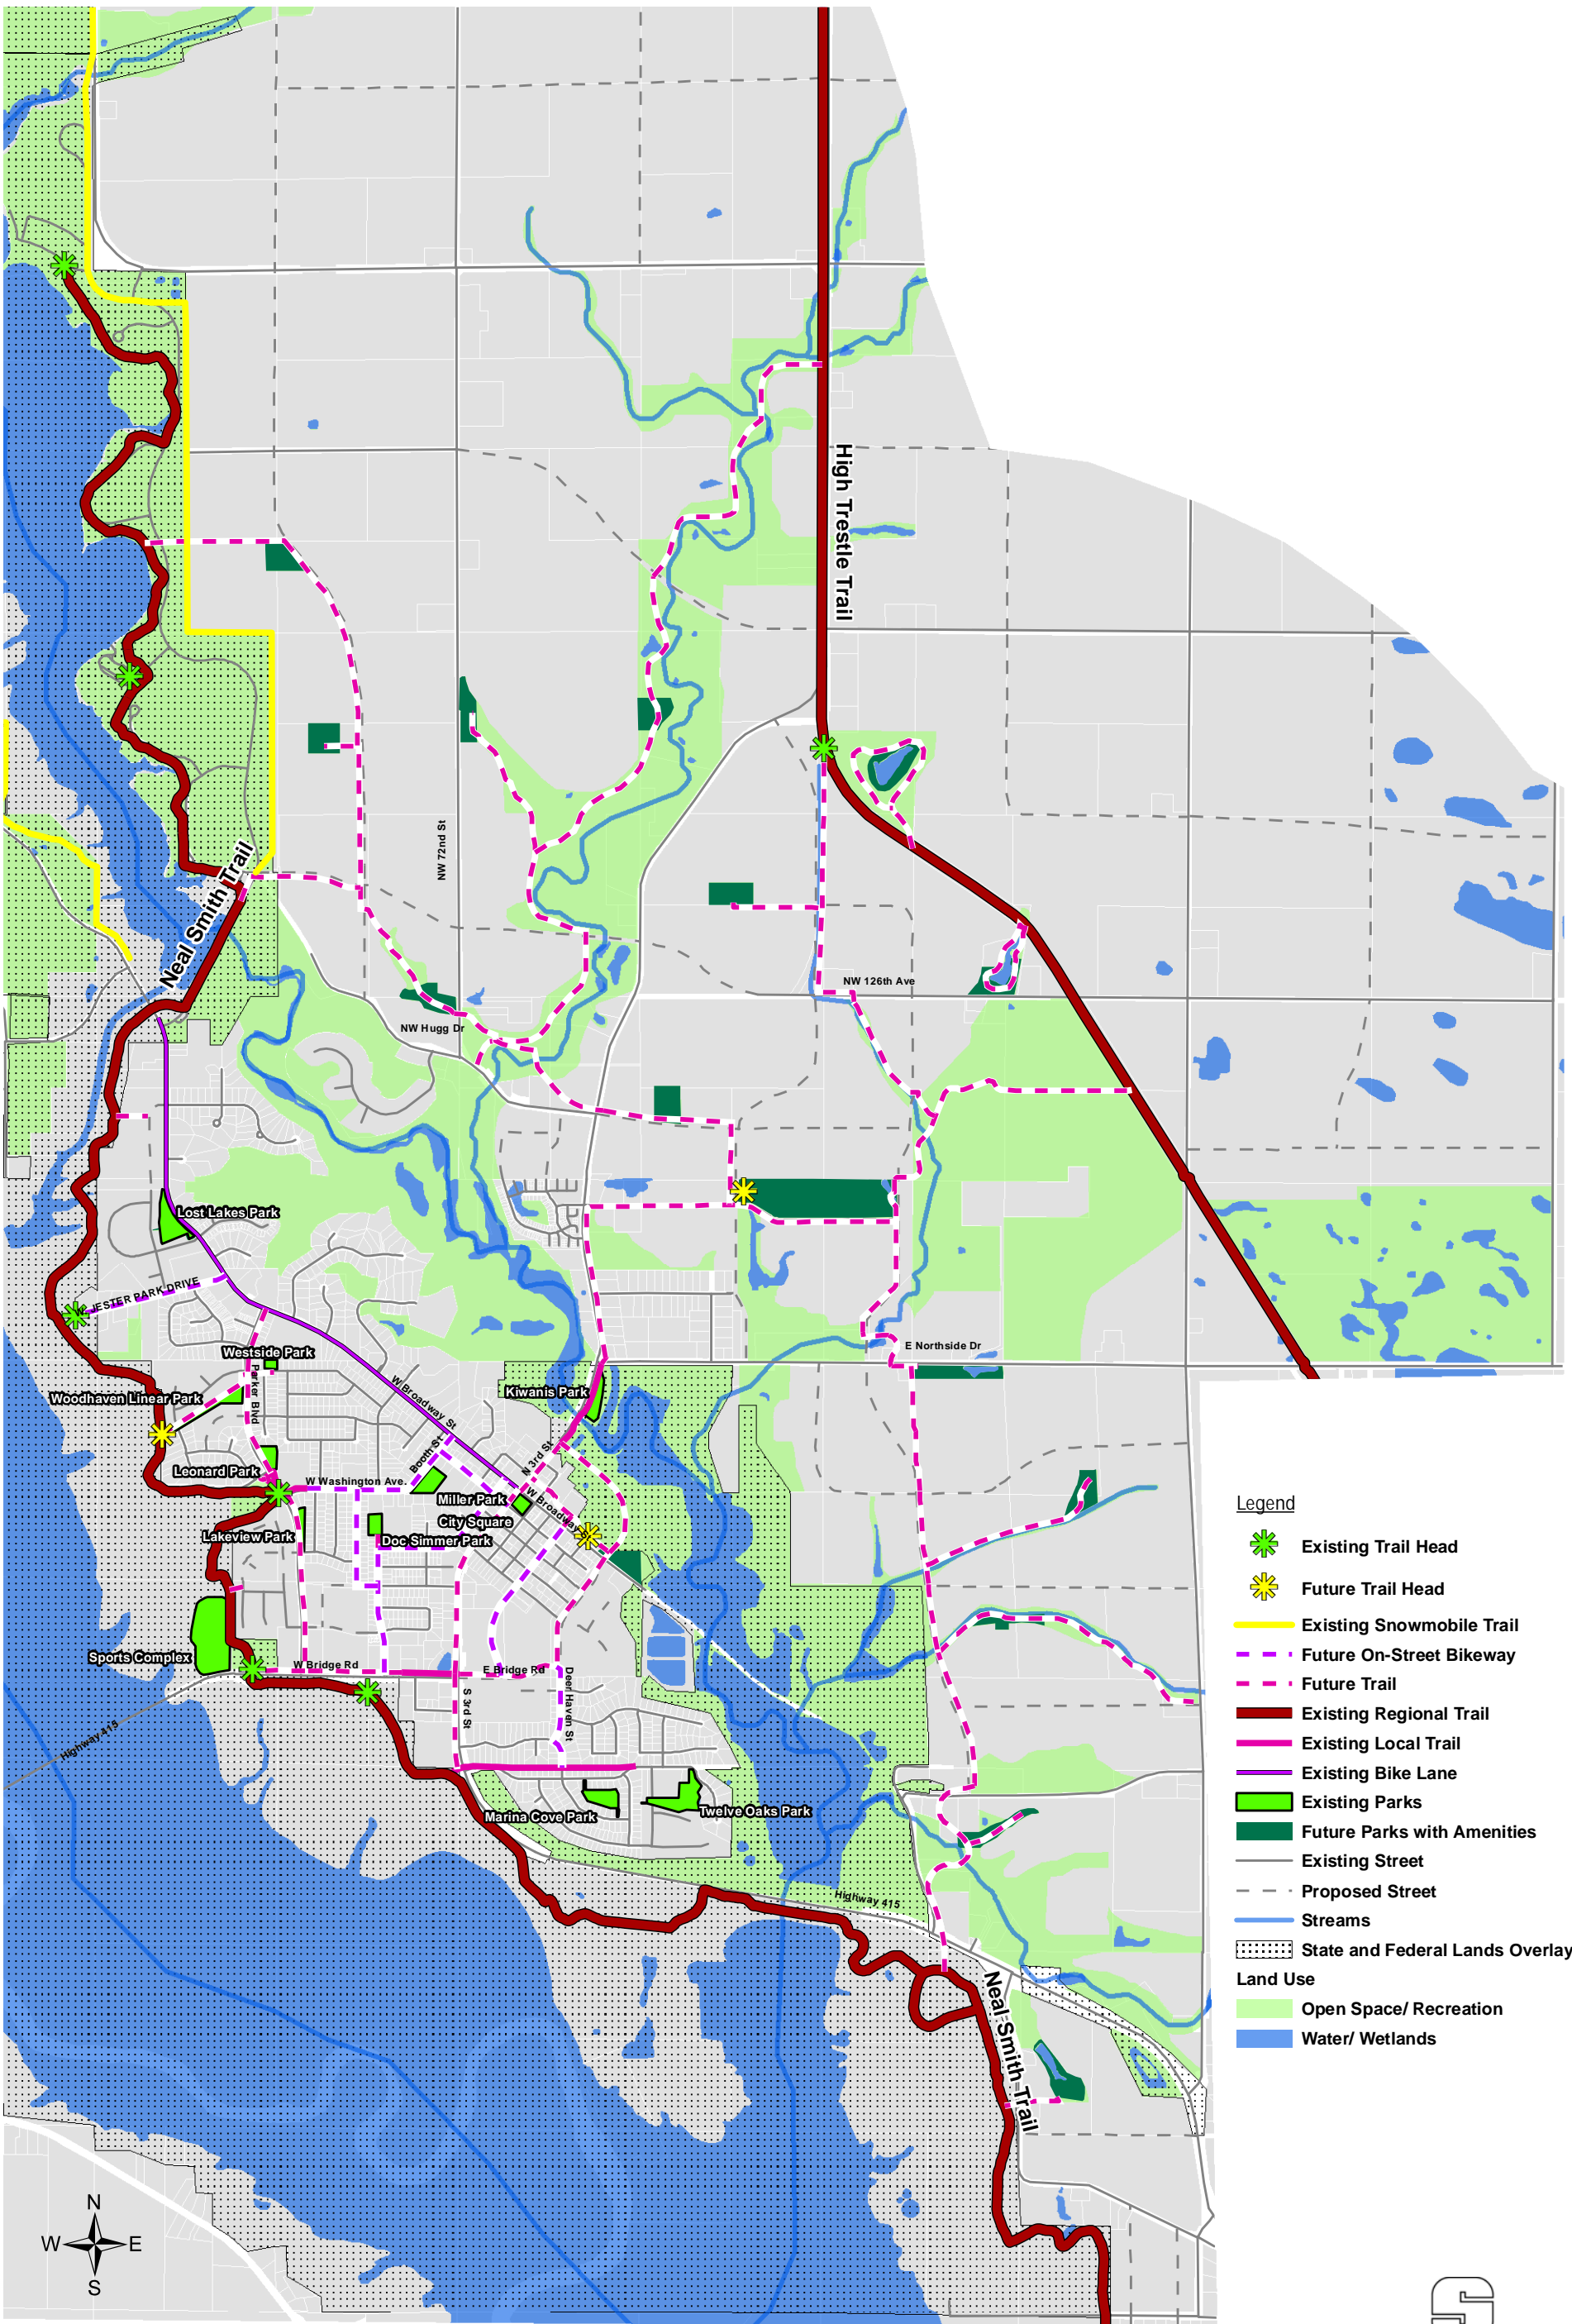 High Trestle Trail
Neal Smith Trail
NW 72nd St
NW 126th Ave
NW Hugg Dr
Lost Lakes Park
JESTER PARK DRIVE
E Northside Dr
Westside Park
Woodhaven Linear Park
Parker Blvd
W Broadway St
Kiwanis Park
Booth St
N 3rd St
Leonard Park
W Washington Ave.
Miller Park
W Broadway St
City Square
Lakeview Park
Doc Simmer Park
Sports Complex
W Bridge Rd
E Bridge Rd
S 3rd St
Deer Haven St
Highway 415
Marina Cove Park
Twelve Oaks Park
Highway 415
Neal Smith Trail
Legend
Existing Trail Head
Future Trail Head
Existing Snowmobile Trail
Future On-Street Bikeway
Future Trail
Existing Regional Trail
Existing Local Trail
Existing Bike Lane
Existing Parks
Future Parks with Amenities
Existing Street
Proposed Street
Streams
State and Federal Lands Overlay
Land Use
Open Space/ Recreation
Water/ Wetlands
N
W E
S